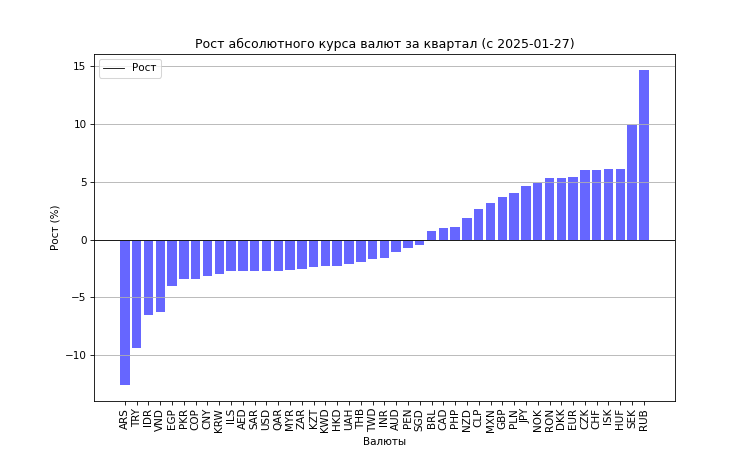 Рост абсолютного курса валют за квартал (с 2025-01-27)
Рост
15
10
5
0
−5
−10
Рост (%)
ARS TRY IDR VND EGP PKR COP CNY KRW ILS AED SAR USD QAR MYR ZAR KZT KWD HKD UAH THB TWD INR AUD PEN SGD BRL CAD PHP NZD CLP MXN GBP PLN JPY NOK RON DKK EUR CZK CHF ISK HUF SEK RUB
Валюты